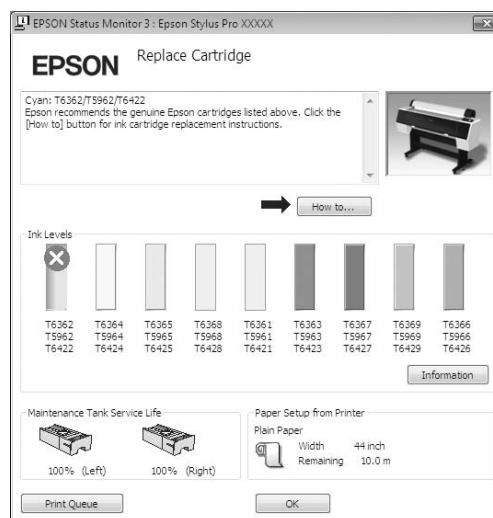 EPSON Status Monitor 3 : Epson Stylus Pro XXXXX
EPSON
Replace Cartridge
Cyan: T6362/T5962/T6422
Epson recommends the genuine Epson cartridges listed above. Click the
[How to] button for ink cartridge replacement instructions.
How to...
Ink Levels
T6362 T6364 T6365 T6368 T6361 T6363 T6367 T6369 T6366
T5962 T5964 T5965 T5968 T5961 T5963 T5967 T5969 T5966
T6422 T6424 T6425 T6428 T6421 T6423 T6427 T6429 T6426
Information
Maintenance Tank Service Life
100% (Left) 100% (Right)
Paper Setup from Printer
Plain Paper
Width 44 inch
Remaining 10.0 m
Print Queue
OK